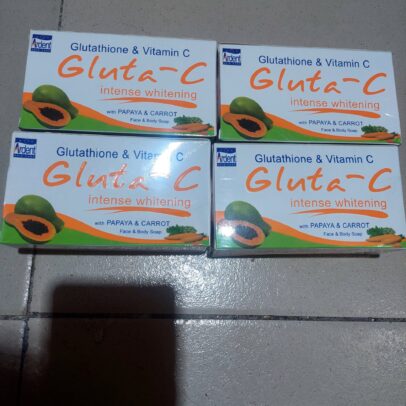 Ardent
Glutathione & Vitamin C
Gluta-C
intense whitening
with PAPAYA & CARROT
Face & Body Soap
Ardent
Glutathione & Vitamin C
Gluta-C
intense whitening
with PAPAYA & CARROT
Face & Body Soap
Ardent
Glutathione & Vitamin C
Gluta-C
intense whitening
with PAPAYA & CARROT
Face & Body Soap
Ardent
Glutathione & Vitamin C
Gluta-C
intense whitening
with PAPAYA & CARROT
Face & Body Soap